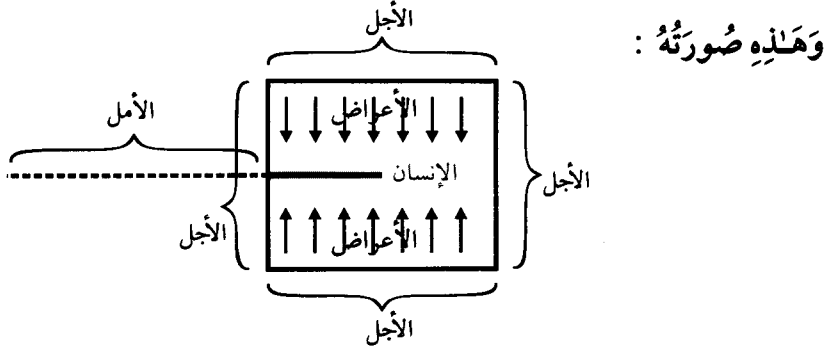 وَهَـٰذِهِ صُورَتُهُ :
الأجل
الأعراض
الأمل
الإنسان
الأجل
الأجل
الأعراض
الأجل